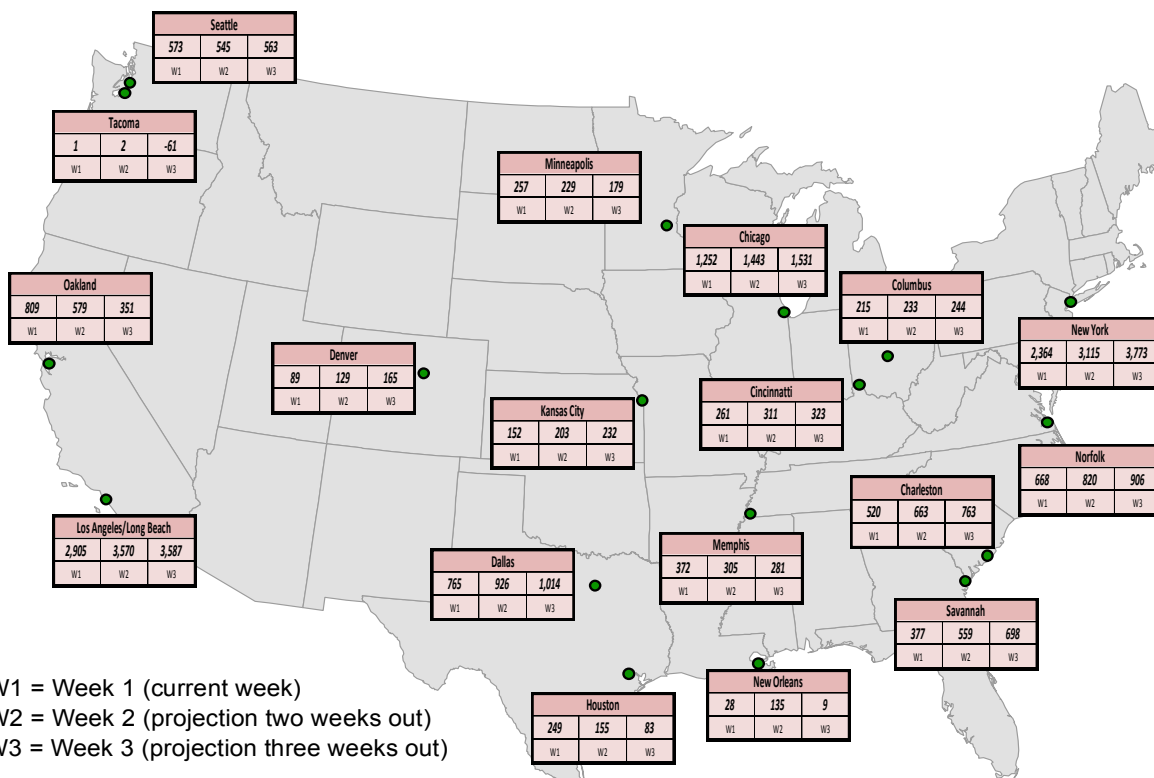 Seattle
573 545 563
W1 W2 W3
Tacoma
1 2 -61
W1 W2 W3
Minneapolis
257 229 179
W1 W2 W3
Chicago
1,252 1,443 1,531
W1 W2 W3
Oakland
809 579 351
W1 W2 W3
Columbus
215 233 244
W1 W2 W3
New York
2,364 3,115 3,773
W1 W2 W3
Denver
89 129 165
W1 W2 W3
Cincinnatti
261 311 323
W1 W2 W3
Kansas City
152 203 232
W1 W2 W3
Norfolk
668 820 906
W1 W2 W3
Charleston
520 663 763
W1 W2 W3
Los Angeles/Long Beach
2,905 3,570 3,587
W1 W2 W3
Memphis
372 305 281
W1 W2 W3
Dallas
765 926 1,014
W1 W2 W3
Savannah
377 559 698
W1 W2 W3
New Orleans
28 135 9
W1 W2 W3
Houston
249 155 83
W1 W2 W3
W1 = Week 1 (current week)
W2 = Week 2 (projection two weeks out)
W3 = Week 3 (projection three weeks out)